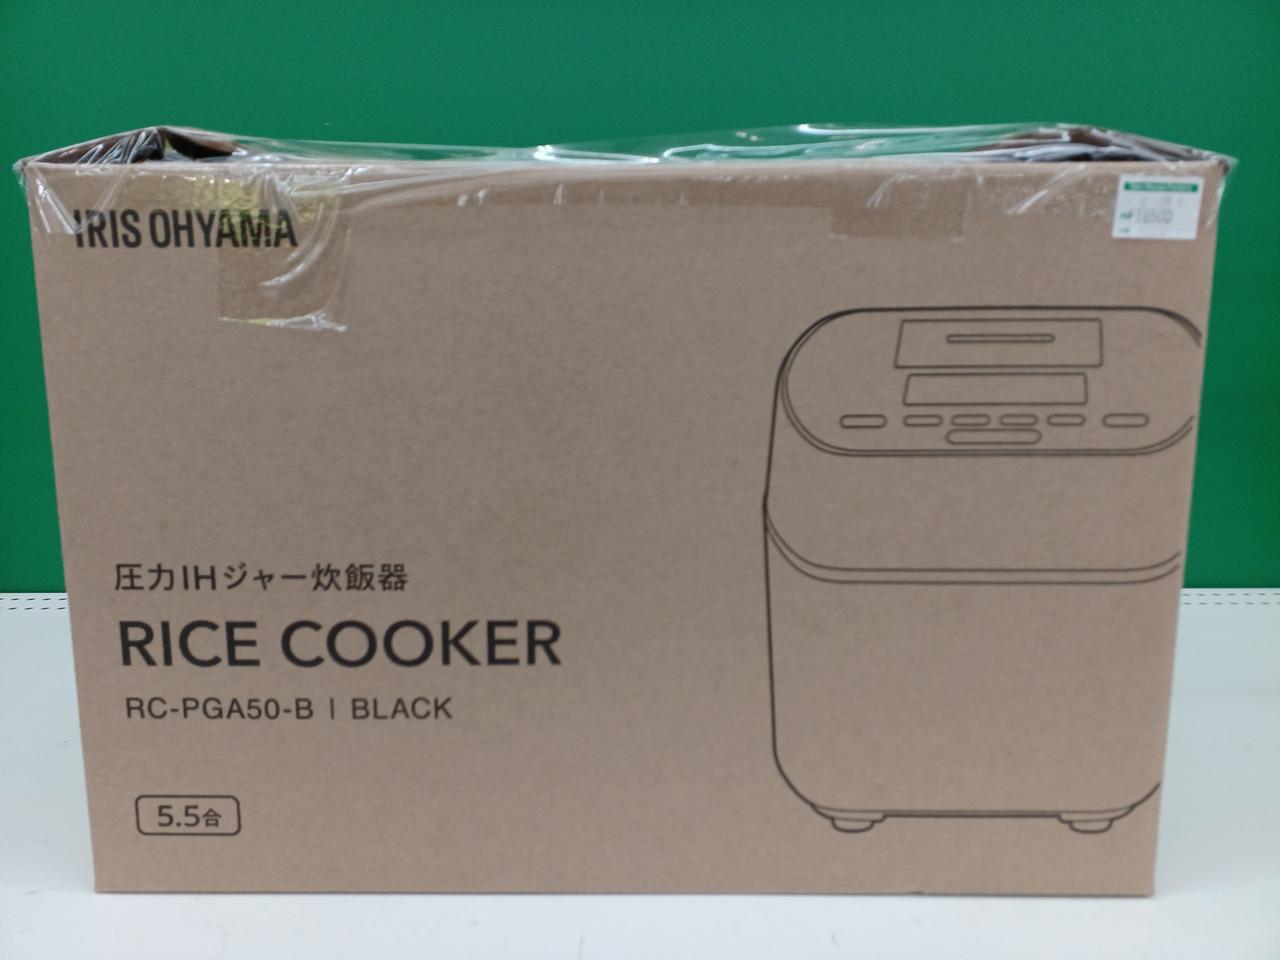 IRIS OHYAMA
圧力IHジャー炊飯器
RICE COOKER
RC-PGA50-B | BLACK
5.5合